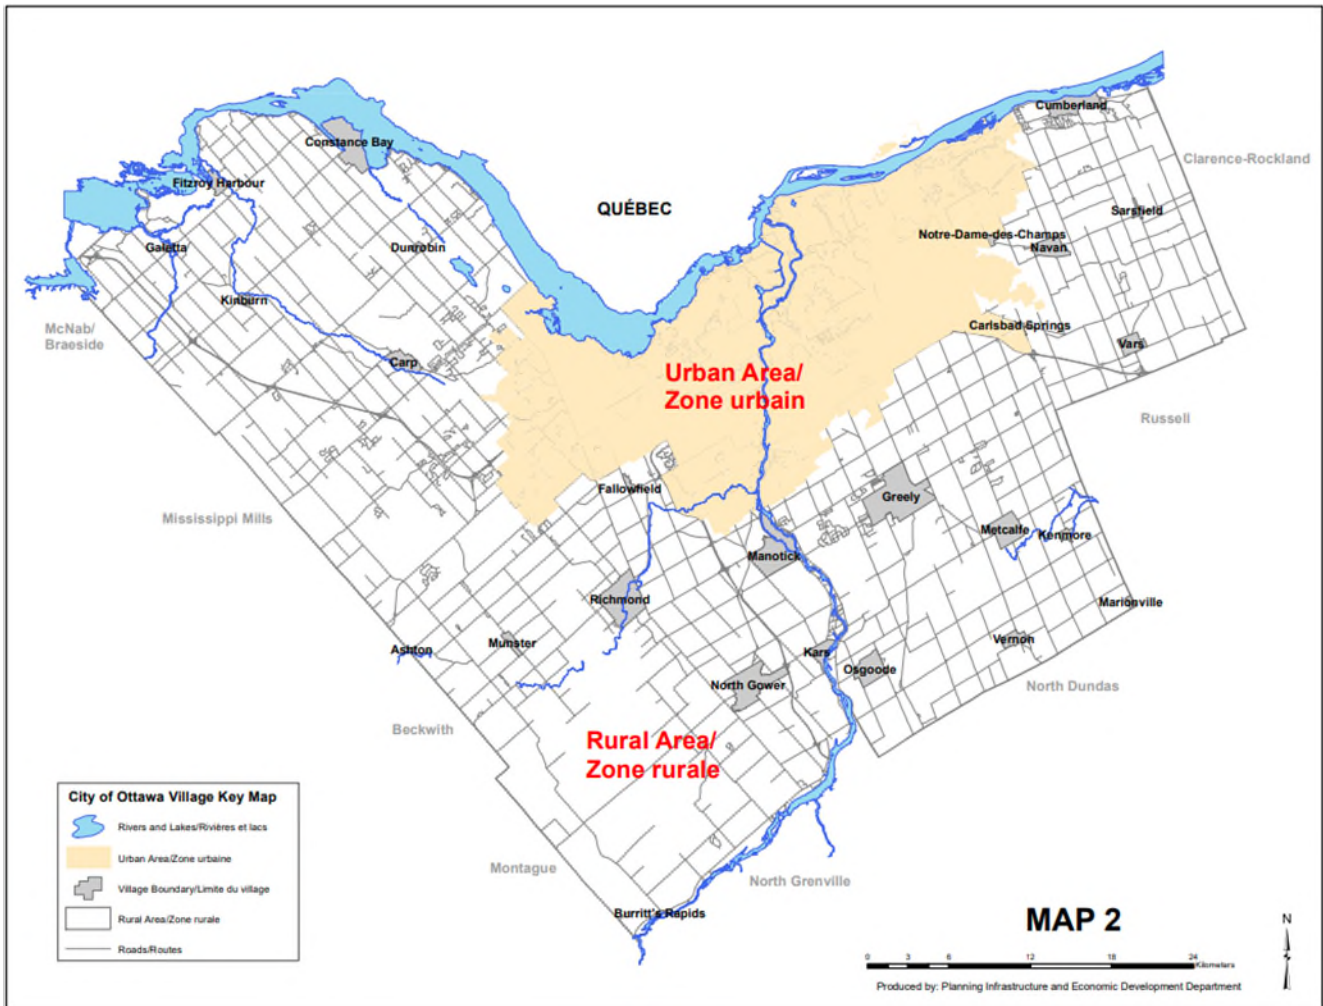 Cumberland
Constance Bay
Clarence-Rockland
Fitzroy Harbour
QUÉBEC
Sarsfield
Notre-Dame-des-Champs
Navan
Galetta
Dunrobin
Kinburn
McNab/
Braeside
Carlsbad Springs
Vars
Carp
Urban Area/
Zone urbain
Russell
Fallowfield
Greely
Mississippi Mills
Metcalfe
Kenmore
Manotick
Richmond
Marionville
Ashton
Munster
Vernon
Kars
Osgoode
North Gower
North Dundas
Beckwith
Rural Area/
Zone rurale
City of Ottawa Village Key Map
Rivers and Lakes/Rivières et lacs
Urban Area/Zone urbaine
Village Boundary/Limite du village
Rural Area/Zone rurale
Roads/Routes
Montague
North Grenville
Burritt's Rapids
MAP 2
N
0 3 6 12 18 24
Kilometers
Produced by: Planning Infrastructure and Economic Development Department